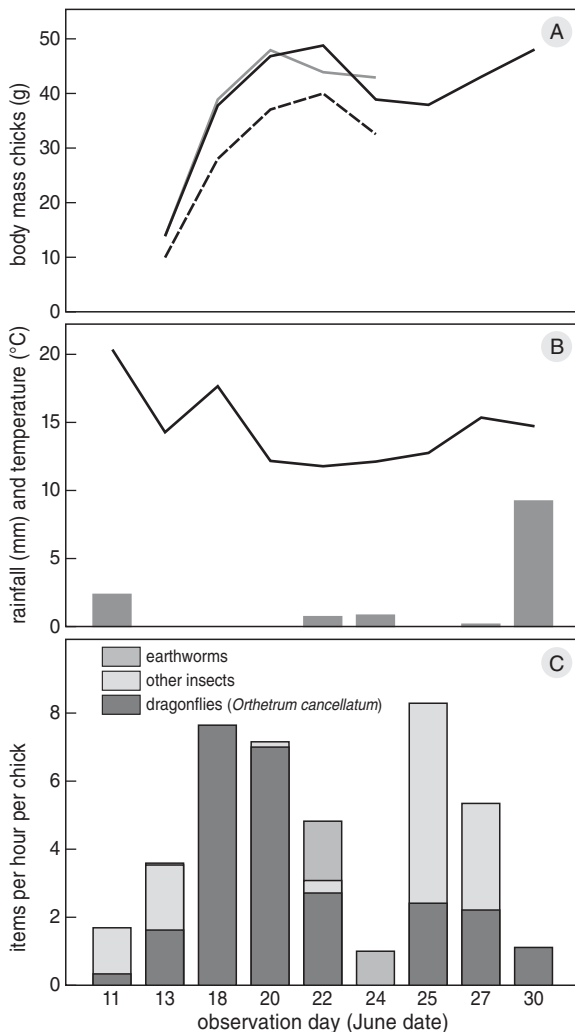 A
50
40
30
20
10
0
body mass chicks (g)
B
20
15
10
5
0
rainfall (mm) and temperature (°C)
C
earthworms
other insects
dragonflies (Orthetrum cancellatum)
8
6
4
2
0
items per hour per chick
11 13 18 20 22 24 25 27 30
observation day (June date)